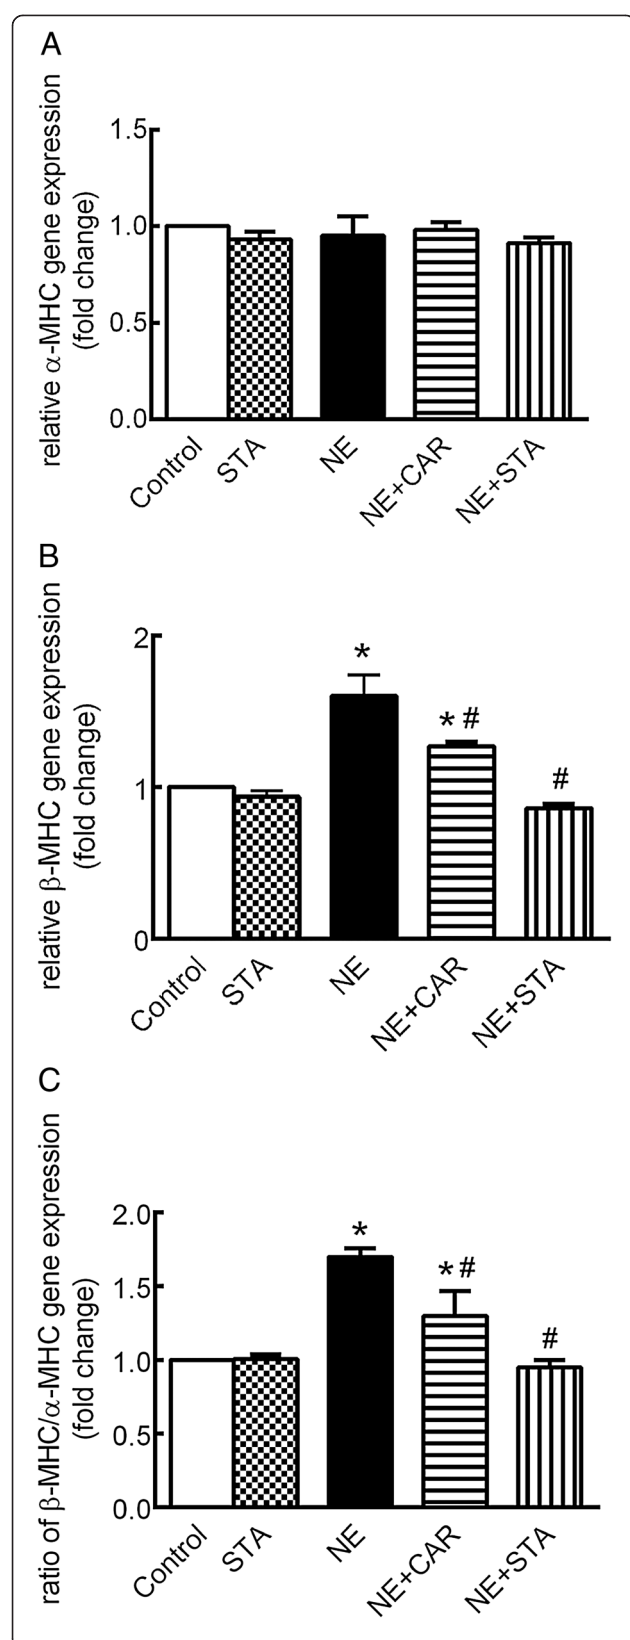 A
relative α-MHC gene expression
(fold change)
1.5
1.0
0.5
0.0
Control
STA
NE
NE+CAR
NE+STA
B
relative β-MHC gene expression
(fold change)
2
1
0
*
* #
#
Control
STA
NE
NE+CAR
NE+STA
C
ratio of β-MHC/α-MHC gene expression
(fold change)
2.0
1.5
1.0
0.5
0.0
*
* #
#
Control
STA
NE
NE+CAR
NE+STA